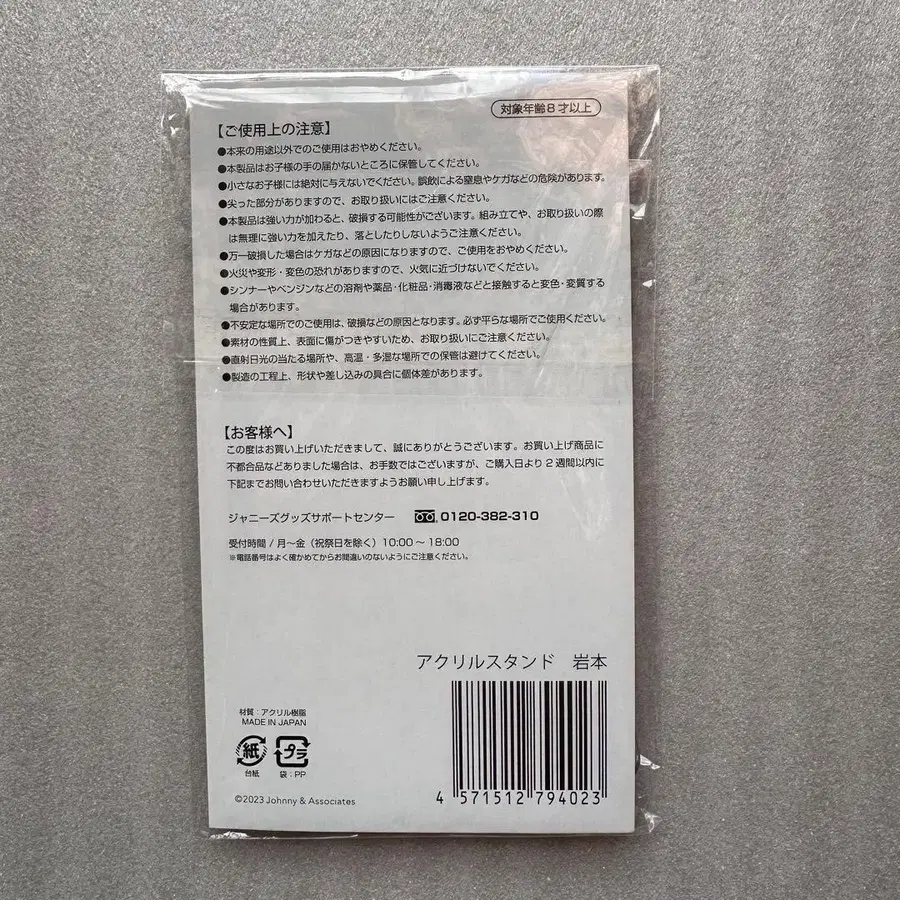 対象年齢8才以上
【ご使用上の注意】
●本来の用途以外でのご使用はおやめください。
●本製品はお子様の手の届かないところに保管してください。
●小さなお子様には絶対に与えないでください。誤飲による窒息やケガなどの危険があります。
●尖った部分がありますので、お取り扱いにはご注意ください。
●本製品は強い力が加わると、破損する可能性がございます。組み立てや、お取り扱いの際
は無理に強い力を加えたり、落としたりしないようご注意ください。
●万一破損した場合はケガなどの原因になりますので、ご使用をおやめください。
●火災や変形・変色の恐れがありますので、火気に近づけないでください。
●シンナーやベンジンなどの溶剤や薬品・化粧品・消毒液などと接触すると変色・変質する
場合があります。
●不安定な場所でのご使用は、破損などの原因となります。必ず平らな場所でご使用ください。
●素材の性質上、表面に傷がつきやすいため、お取り扱いにご注意ください。
●直射日光の当たる場所や、高温・多湿な場所での保管は避けてください。
●製造の工程上、形状や差し込みの具合に個体差があります。
【お客様へ】
この度はお買い上げいただきまして、誠にありがとうございます。お買い上げ商品に
不都合品などありました場合は、お手数ではございますが、ご購入日より2週間以内に
下記までお問い合わせいただきますようお願い申し上げます。
ジャニーズグッズサポートセンター 0120-382-310
受付時間/月〜金(祝祭日を除く)10:00〜18:00
※電話番号はよく確かめてからお間違いのないようにご注意ください。
アクリルスタンド 岩本
材質:アクリル樹脂
MADE IN JAPAN
紙 プラ
台紙 袋:PP
©2023 Johnny & Associates
4 571512 794023